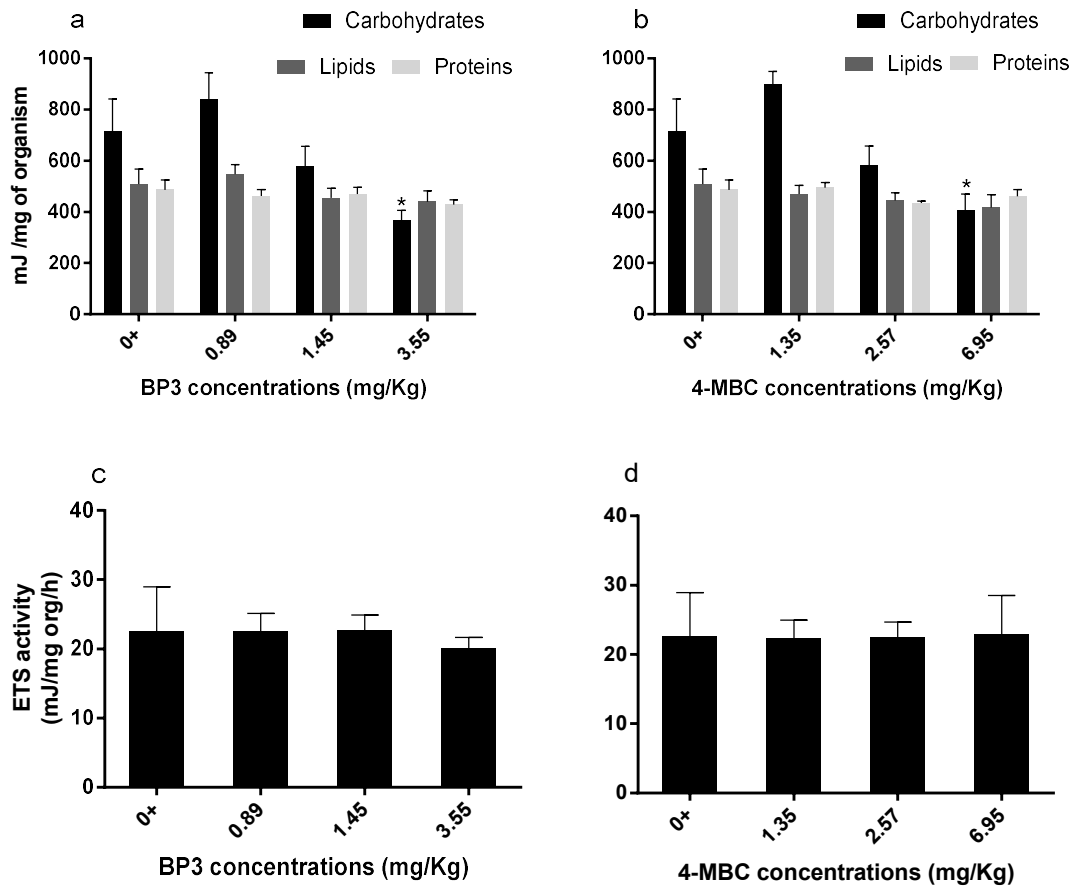 a
Carbohydrates
Lipids Proteins
mJ /mg of organism
1000
800
600
400
200
0
*
0+ 0.89 1.45 3.55
BP3 concentrations (mg/Kg)
b
Carbohydrates
Lipids Proteins
1000
800
600
400
200
0
*
0+ 1.35 2.57 6.95
4-MBC concentrations (mg/Kg)
c
ETS activity
(mJ/mg org/h)
40
30
20
10
0
0+ 0.89 1.45 3.55
BP3 concentrations (mg/Kg)
d
40
30
20
10
0
0+ 1.35 2.57 6.95
4-MBC concentrations (mg/Kg)